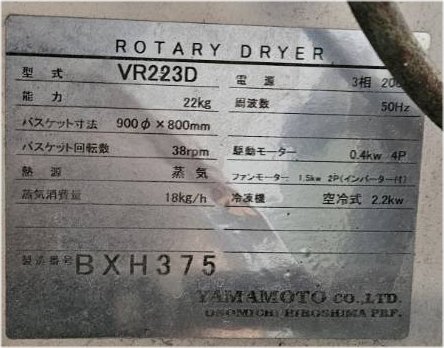 ROTARY DRYER
型式 VR223D 電源 3相 200
能力 22kg 周波数 50Hz
バスケット寸法 900φ×800mm
バスケット回転数 38rpm 駆動モーター 0.4kw 4P
熱源 蒸気 ファンモーター 1.5kw 2P(インバーター付)
蒸気消費量 18kg/h 冷凍機 空冷式 2.2kw
製造番号 BXH375
YAMAMOTO CO.,LTD.
ONOMICHI HIROSHIMA PRF.